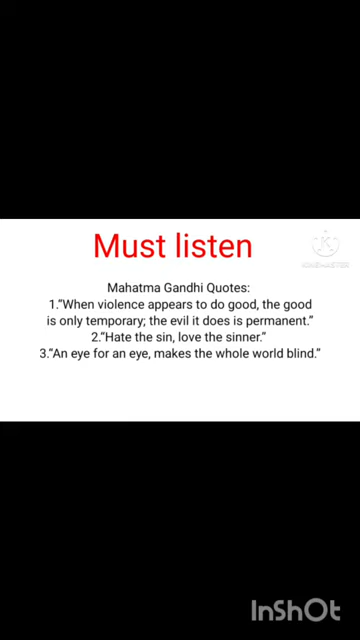 Must listen
K
KINEMASTER
Mahatma Gandhi Quotes:
1.“When violence appears to do good, the good
is only temporary; the evil it does is permanent.”
2.“Hate the sin, love the sinner.”
3.“An eye for an eye, makes the whole world blind.”
InShOt